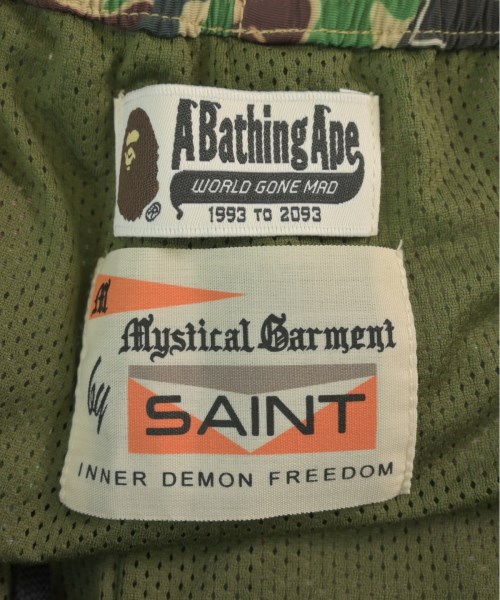 A Bathing Ape
WORLD GONE MAD
1993 TO 2093
M
Mystical Garment
by
SAINT
INNER DEMON FREEDOM